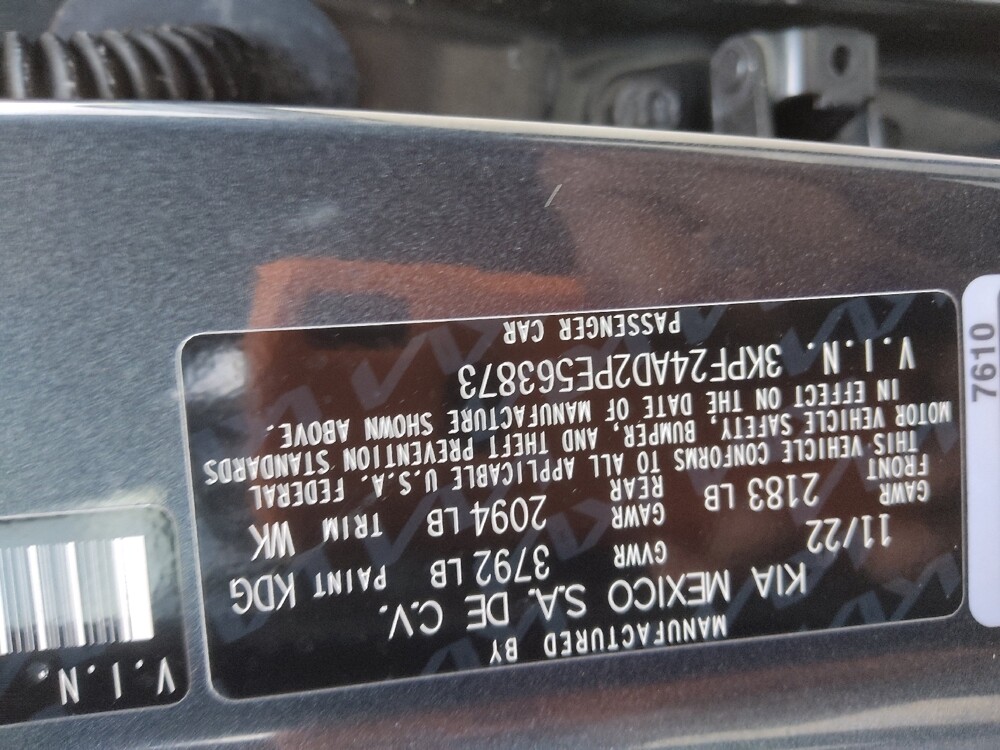 MANUFACTURED BY
KIA MEXICO S.A. DE C.V.
11/22 GVWR 3792 LB PAINT KDG
GAWR FRONT 2183 LB GAWR REAR 2094 LB TRIM WK
THIS VEHICLE CONFORMS TO ALL APPLICABLE U.S.A. FEDERAL
MOTOR VEHICLE SAFETY, BUMPER, AND THEFT PREVENTION STANDARDS
IN EFFECT ON THE DATE OF MANUFACTURE SHOWN ABOVE.
V.I.N. 3KPF24AD2PE563873
PASSENGER CAR
V.I.N.
7610